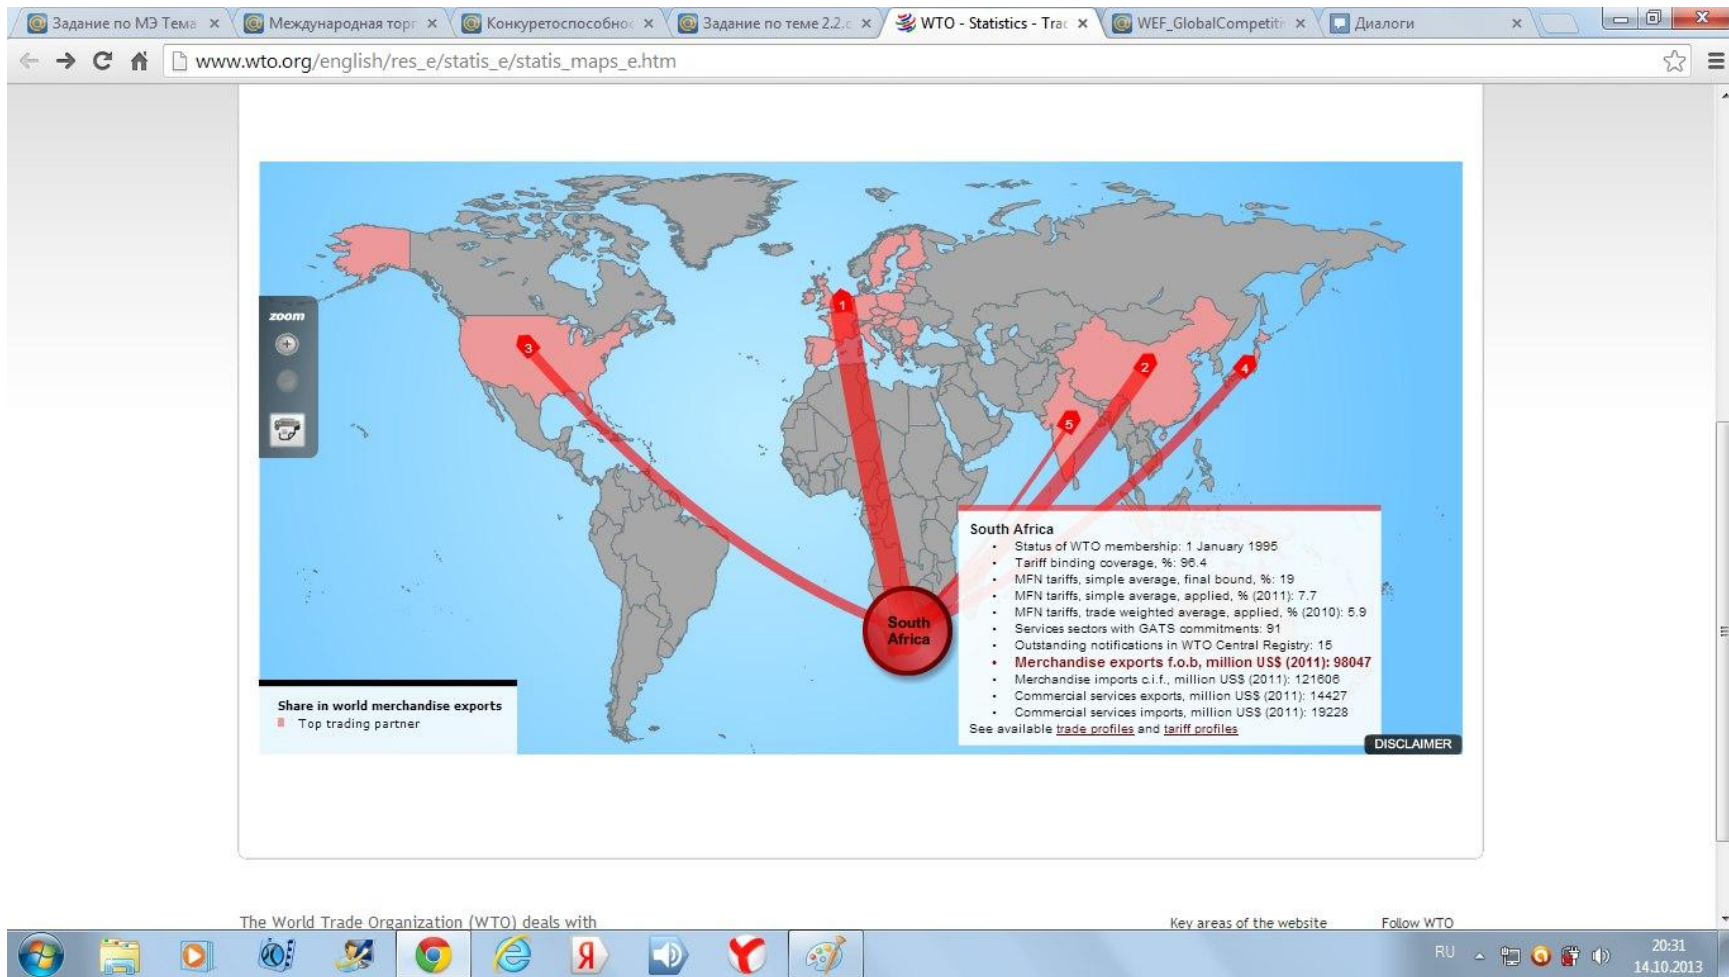 Задание по МЭ Тема
Международная торг
Конкуретоспособнос
Задание по теме 2.2.с
WTO - Statistics - Trac
WEF_GlobalCompetitiv
Диалоги
www.wto.org/english/res_e/statis_e/statis_maps_e.htm
zoom
3
1
2
4
5
South
Africa
South Africa
• Status of WTO membership: 1 January 1995
• Tariff binding coverage, %: 96.4
• MFN tariffs, simple average, final bound, %: 19
• MFN tariffs, simple average, applied, % (2011): 7.7
• MFN tariffs, trade weighted average, applied, % (2010): 5.9
• Services sectors with GATS commitments: 91
• Outstanding notifications in WTO Central Registry: 15
• Merchandise exports f.o.b, million US$ (2011): 98047
• Merchandise imports c.i.f., million US$ (2011): 121606
• Commercial services exports, million US$ (2011): 14427
• Commercial services imports, million US$ (2011): 19228
See available trade profiles and tariff profiles
Share in world merchandise exports
Top trading partner
DISCLAIMER
The World Trade Organization (WTO) deals with
Key areas of the website
Follow WTO
Я
RU
20:31
14.10.2013